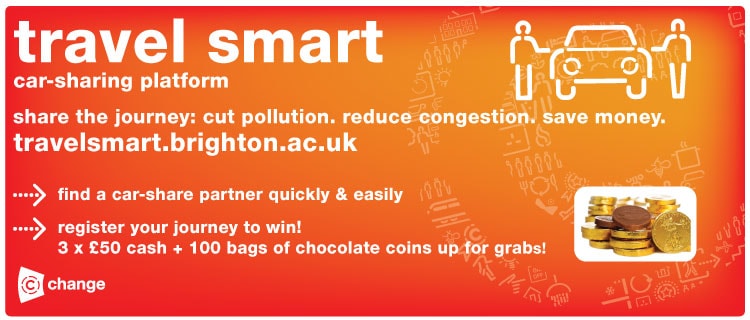 travel smart
car-sharing platform
share the journey: cut pollution. reduce congestion. save money.
travelsmart.brighton.ac.uk
find a car-share partner quickly & easily
register your journey to win!
3 x £50 cash + 100 bags of chocolate coins up for grabs!
c change